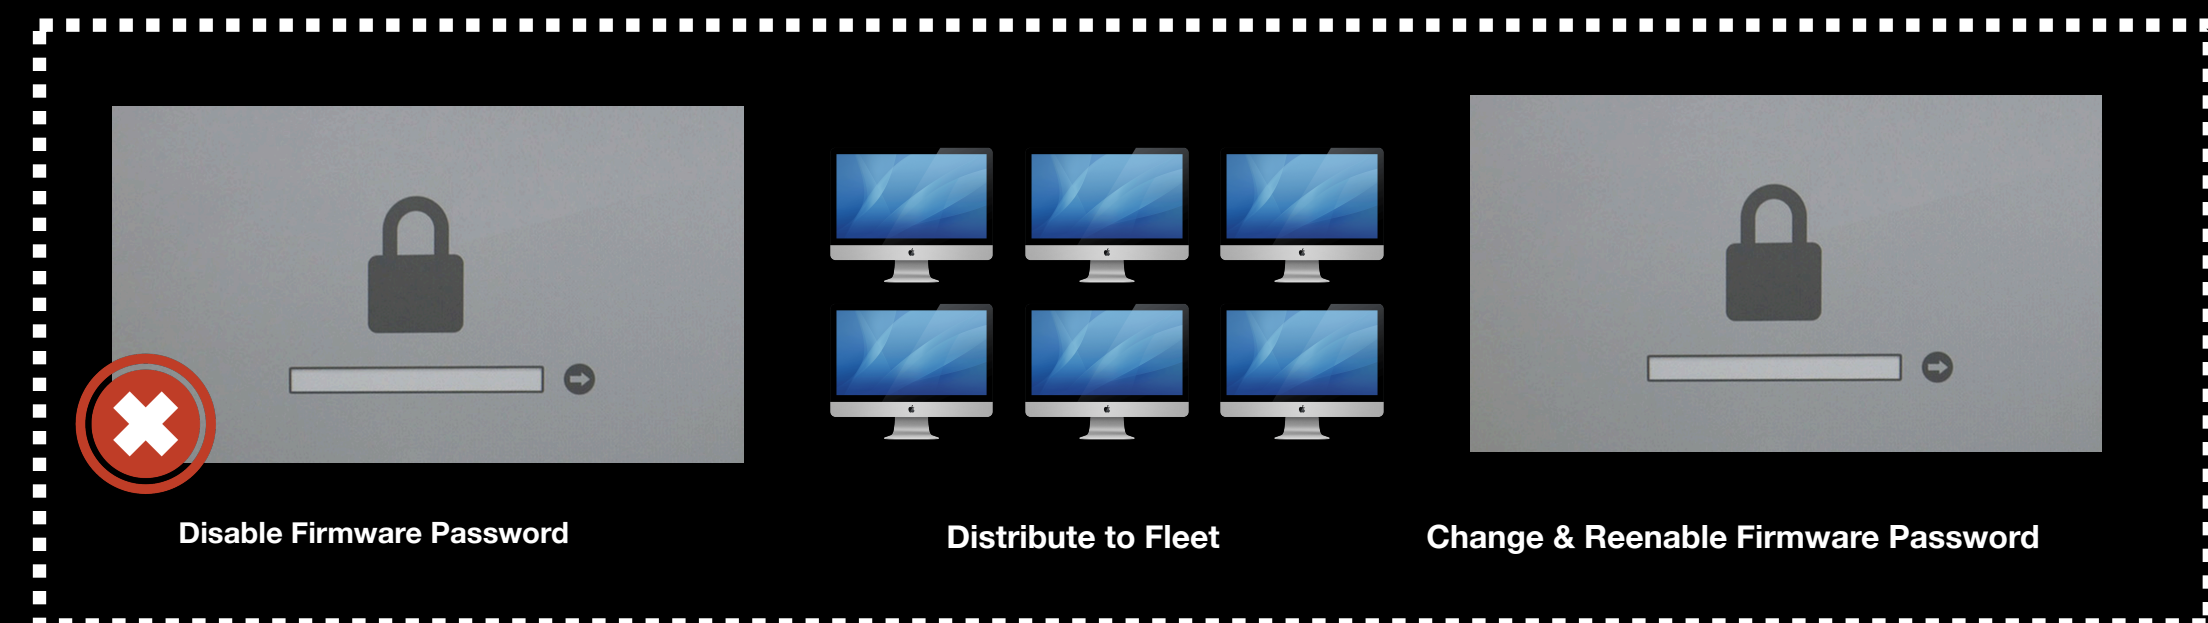 Disable Firmware Password
Distribute to Fleet
Change & Reenable Firmware Password